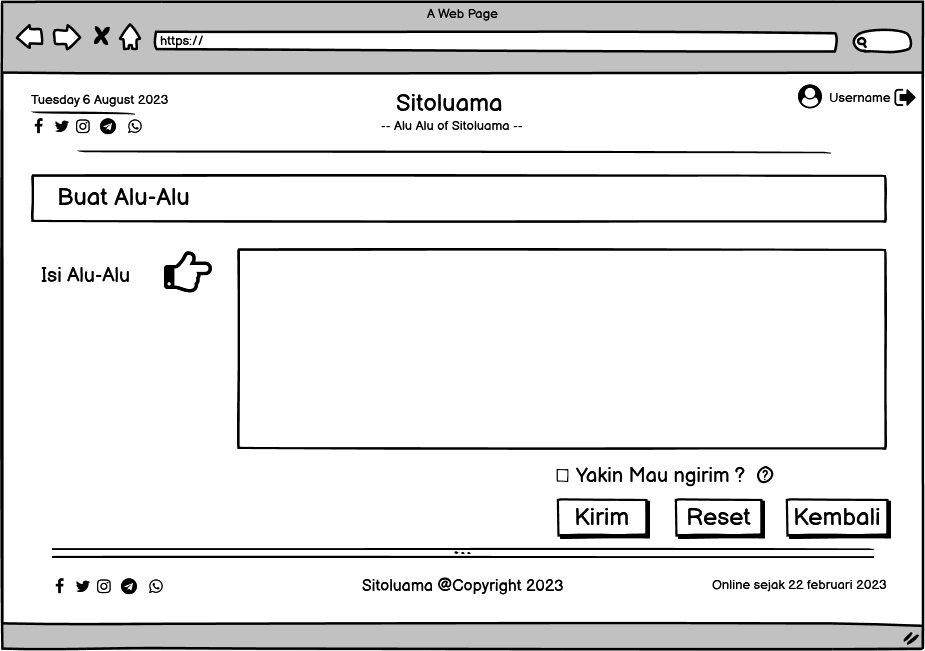 A Web Page
https://
Tuesday 6 August 2023
Sitoluama
-- Alu Alu of Sitoluama --
Username
Buat Alu-Alu
Isi Alu-Alu
Yakin Mau ngirim ?
Kirim
Reset
Kembali
Sitoluama @Copyright 2023
Online sejak 22 februari 2023